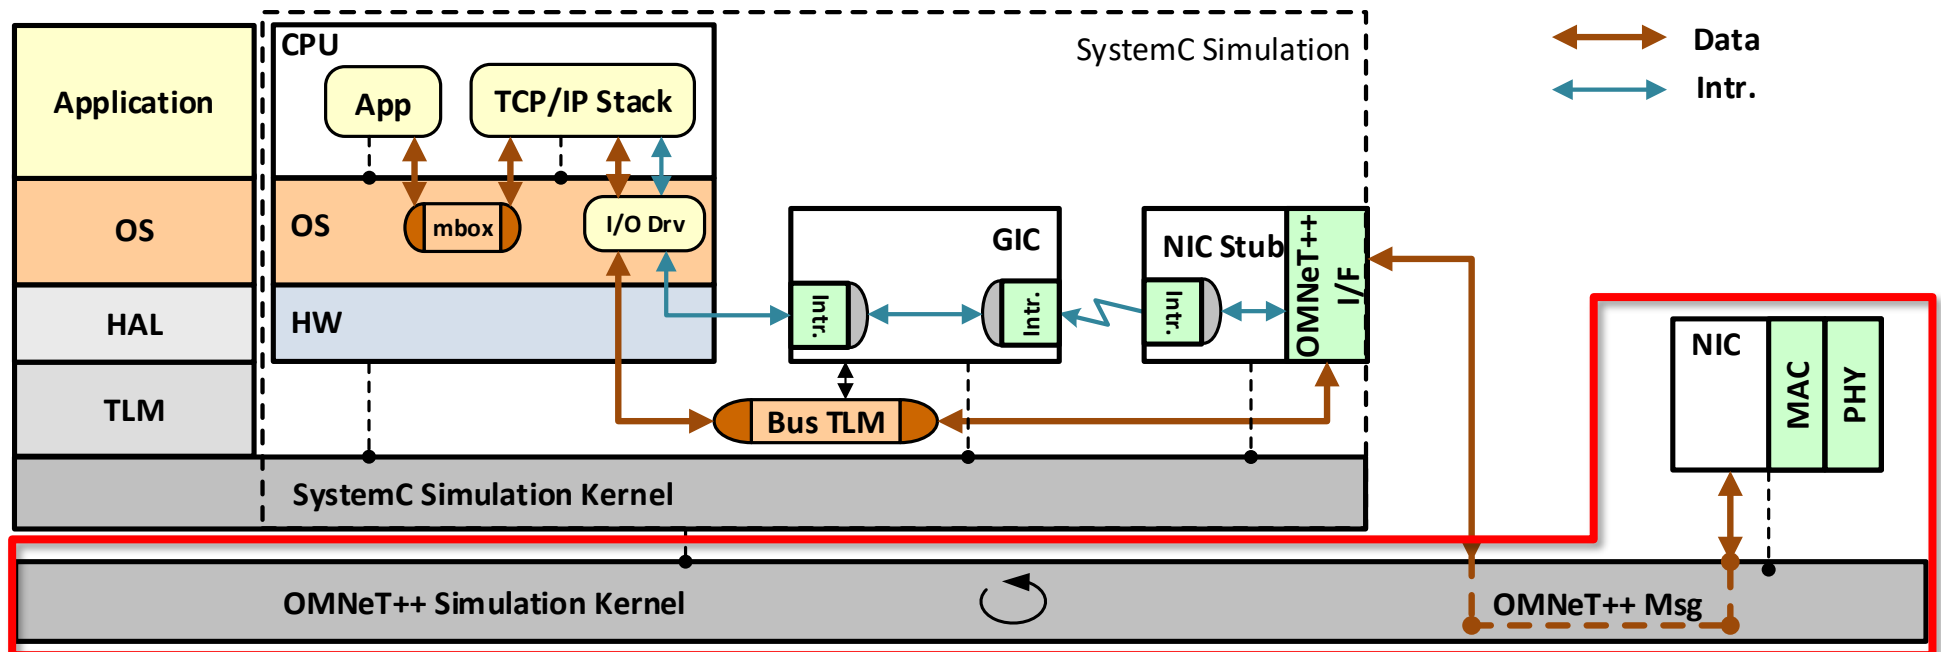 Application
OS
HAL
TLM
CPU
App
TCP/IP Stack
OS
mbox
I/O Drv
HW
SystemC Simulation
Data
Intr.
GIC
Intr.
Intr.
NIC Stub
Intr.
OMNeT++
I/F
Bus TLM
NIC
MAC
PHY
SystemC Simulation Kernel
OMNeT++ Simulation Kernel
OMNeT++ Msg